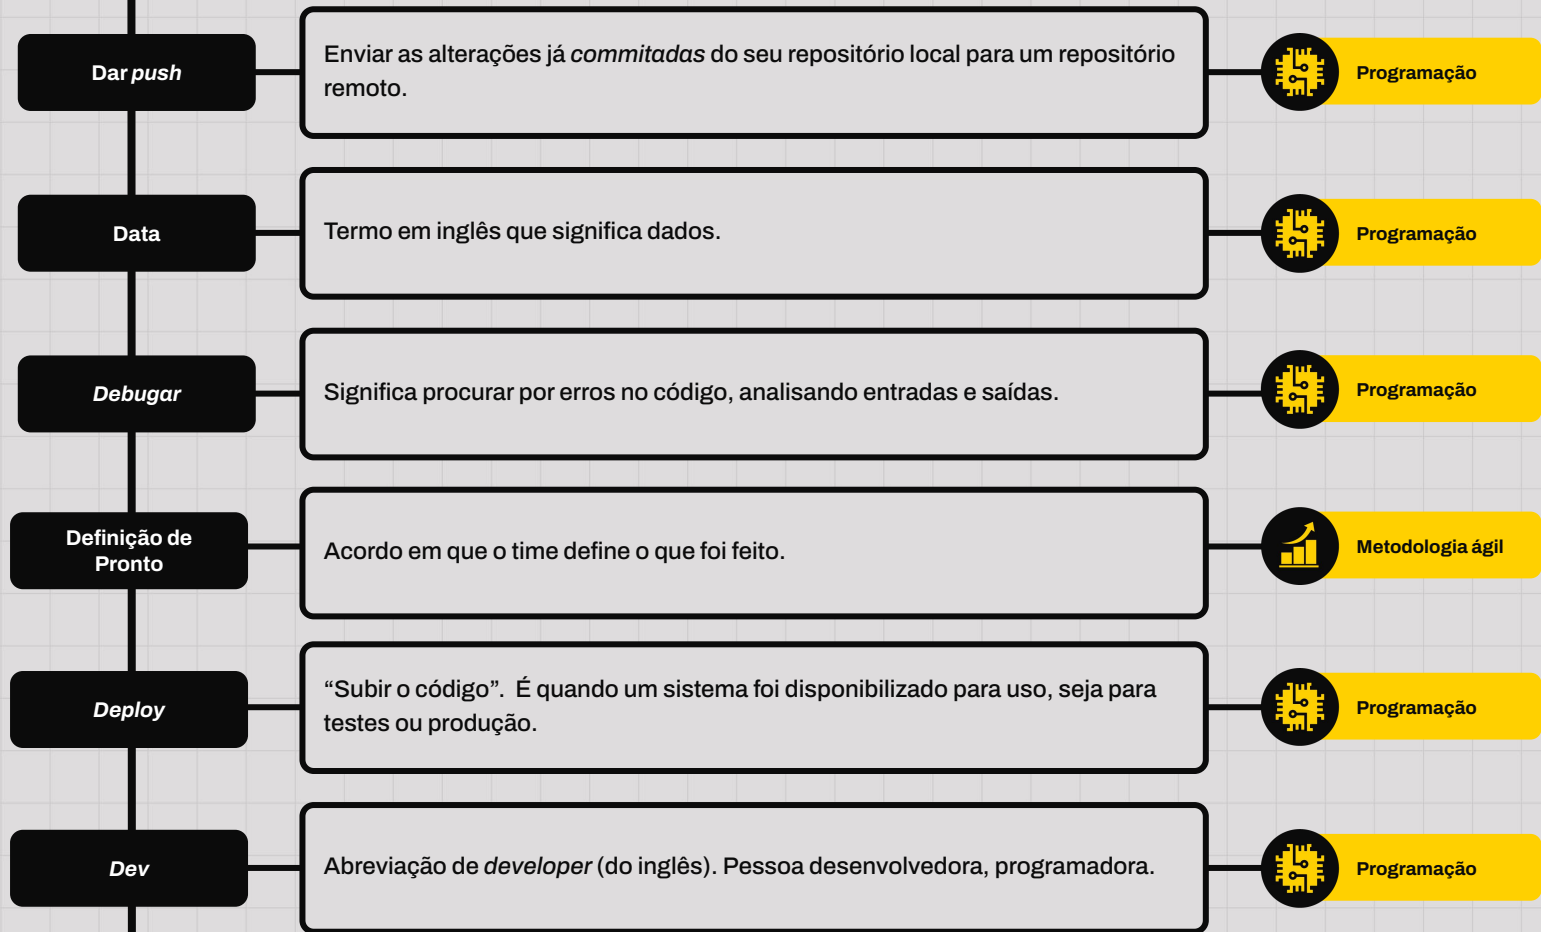 Dar push
Enviar as alterações já commitadas do seu repositório local para um repositório
remoto.
Programação
Data
Termo em inglês que significa dados.
Programação
Debugar
Significa procurar por erros no código, analisando entradas e saídas.
Programação
Definição de
Pronto
Acordo em que o time define o que foi feito.
Metodologia ágil
Deploy
“Subir o código”.  É quando um sistema foi disponibilizado para uso, seja para
testes ou produção.
Programação
Dev
Abreviação de developer (do inglês). Pessoa desenvolvedora, programadora.
Programação